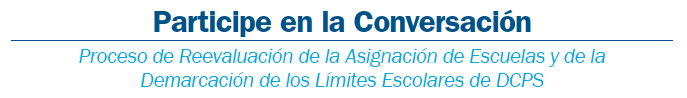 Participe en la Conversación
Proceso de Reevaluación de la Asignación de Escuelas y de la
Demarcación de los Límites Escolares de DCPS